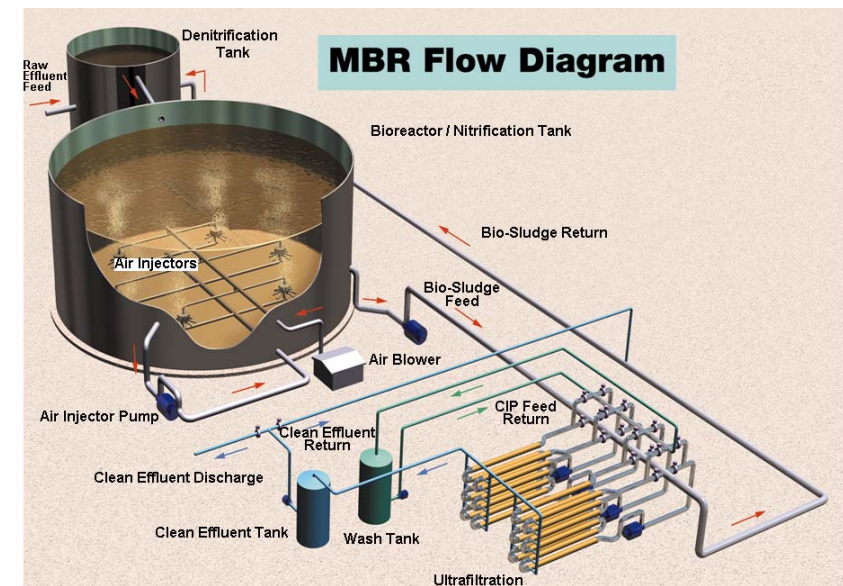 Denitrification
Tank
MBR Flow Diagram
Raw
Effluent
Feed
Bioreactor / Nitrification Tank
Bio-Sludge Return
Air Injectors
Bio-Sludge
Feed
Air Blower
Air Injector Pump
CIP Feed
Return
Clean Effluent
Return
Clean Effluent Discharge
Clean Effluent Tank
Wash Tank
Ultrafiltration